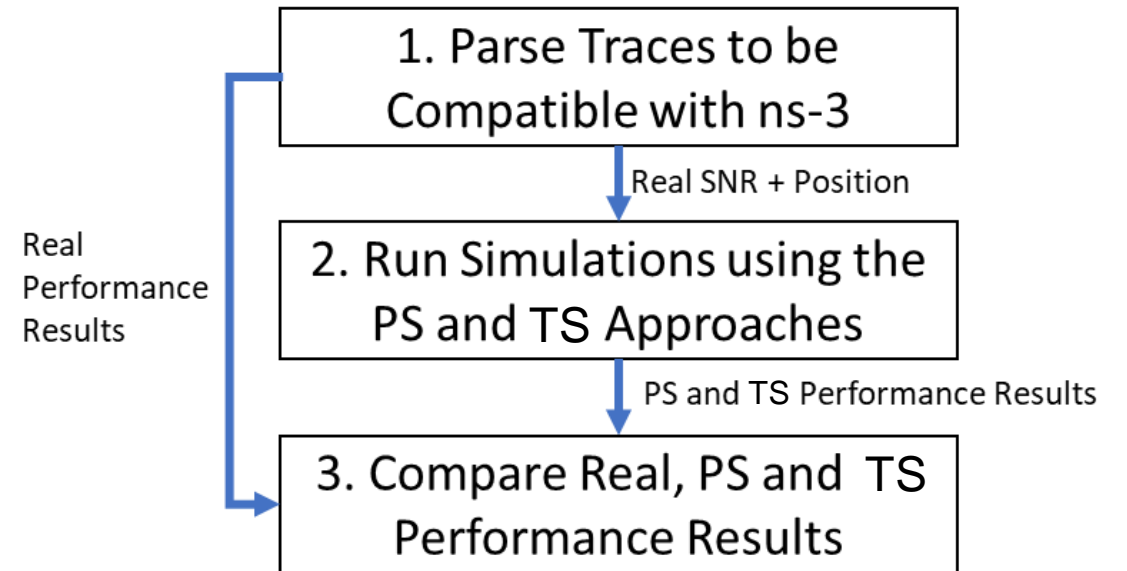 1. Parse Traces to be
Compatible with ns-3
Real SNR + Position
Real
Performance
Results
2. Run Simulations using the
PS and TS Approaches
PS and TS Performance Results
3. Compare Real, PS and TS
Performance Results